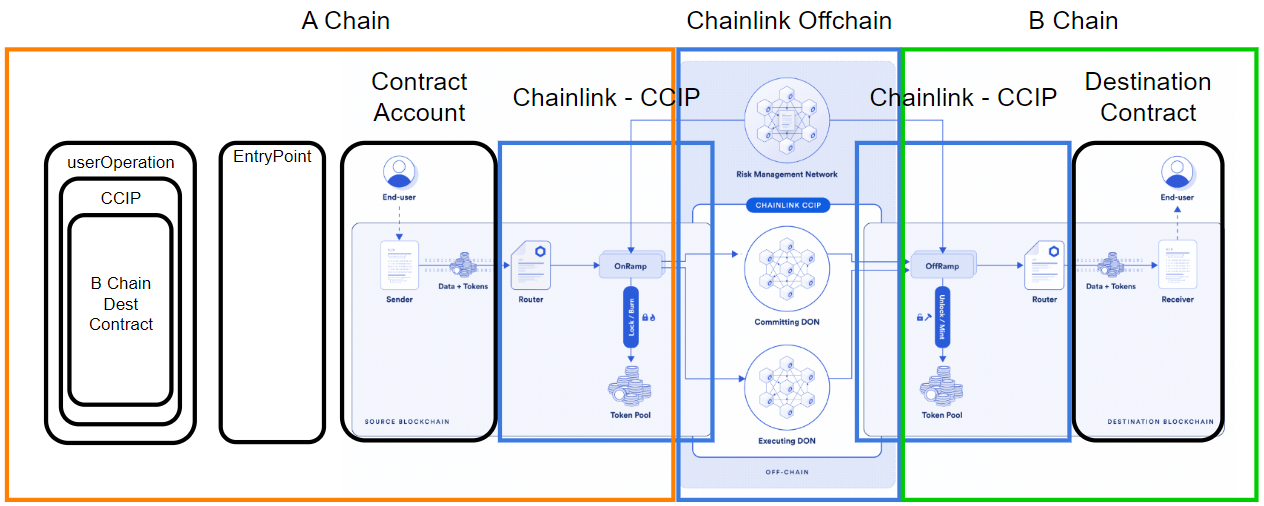 A Chain
Chainlink Offchain
B Chain
Contract
Account
Chainlink - CCIP
Chainlink - CCIP
Destination
Contract
userOperation
CCIP
B Chain
Dest
Contract
EntryPoint
End-user
Sender
Data + Tokens
Router
OnRamp
Lock / Burn
Token Pool
SOURCE BLOCKCHAIN
Risk Management Network
CHAINLINK CCIP
Committing DON
Executing DON
OFF-CHAIN
OffRamp
Unlock / Mint
Token Pool
Router
Data + Tokens
End-user
Receiver
DESTINATION BLOCKCHAIN